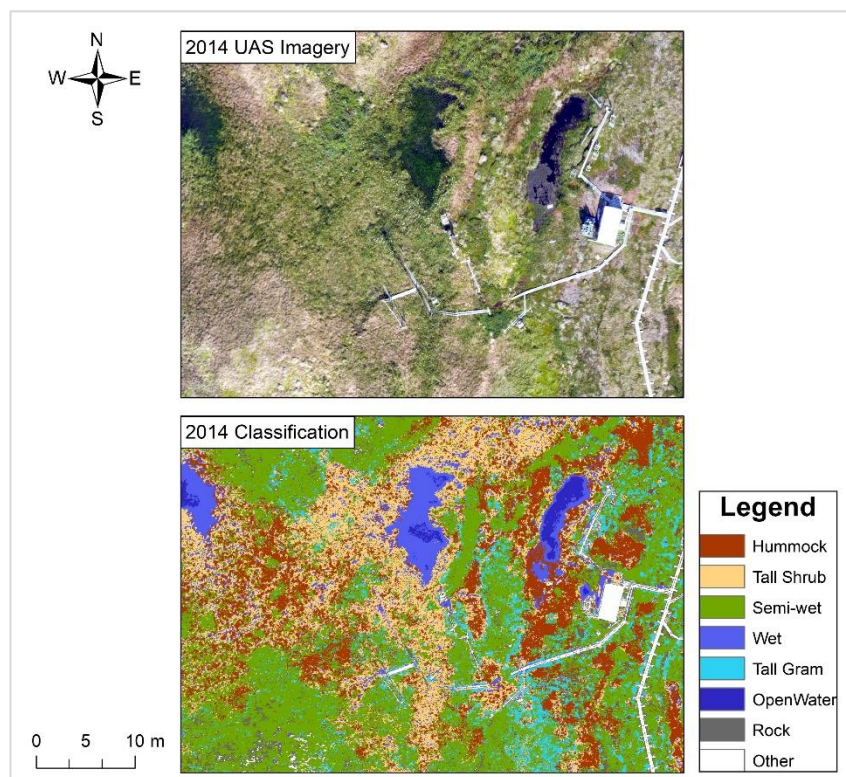 N
W E
S
2014 UAS Imagery
2014 Classification
Legend
Hummock
Tall Shrub
Semi-wet
Wet
Tall Gram
OpenWater
Rock
Other
0 5 10 m